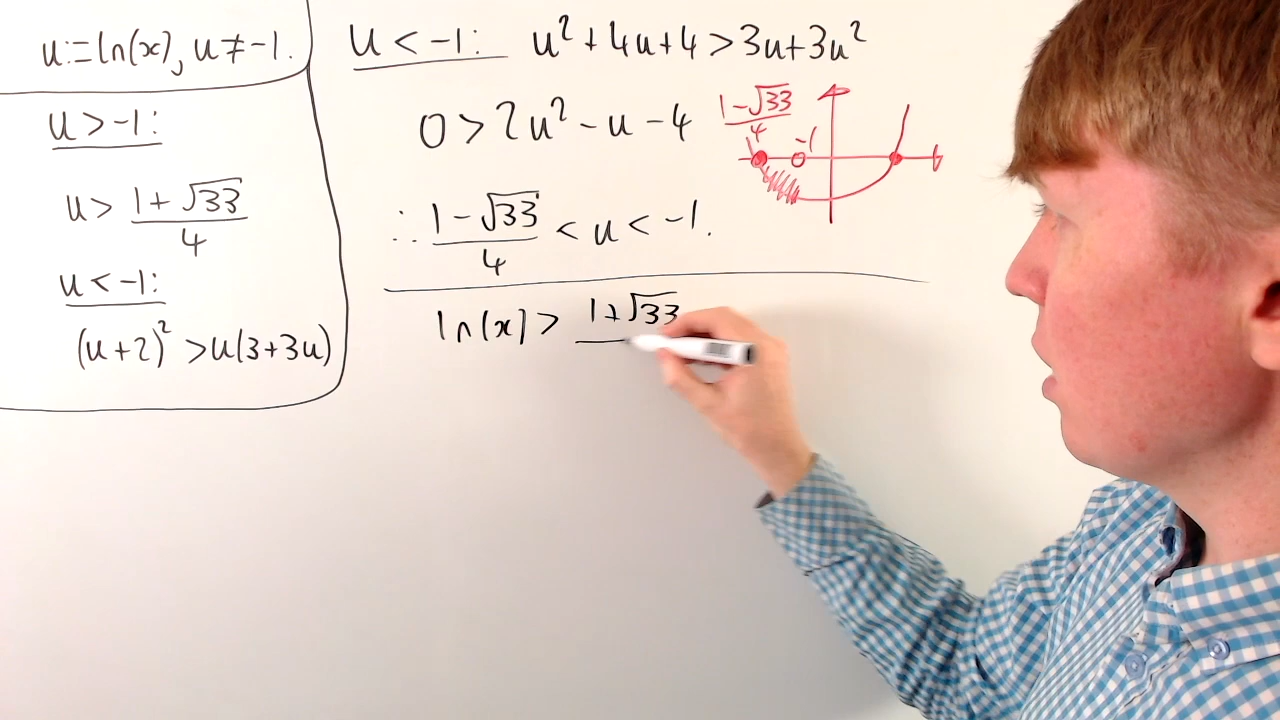 u:=ln(x), u≠-1.
u>-1:
u> (1+√33)/4
u<-1:
(u+2)²>u(3+3u)
u<-1: u²+4u+4>3u+3u²
0>2u²-u-4
(1-√33)/4
-1
∴ (1-√33)/4 < u < -1.
ln(x)> 1+√33